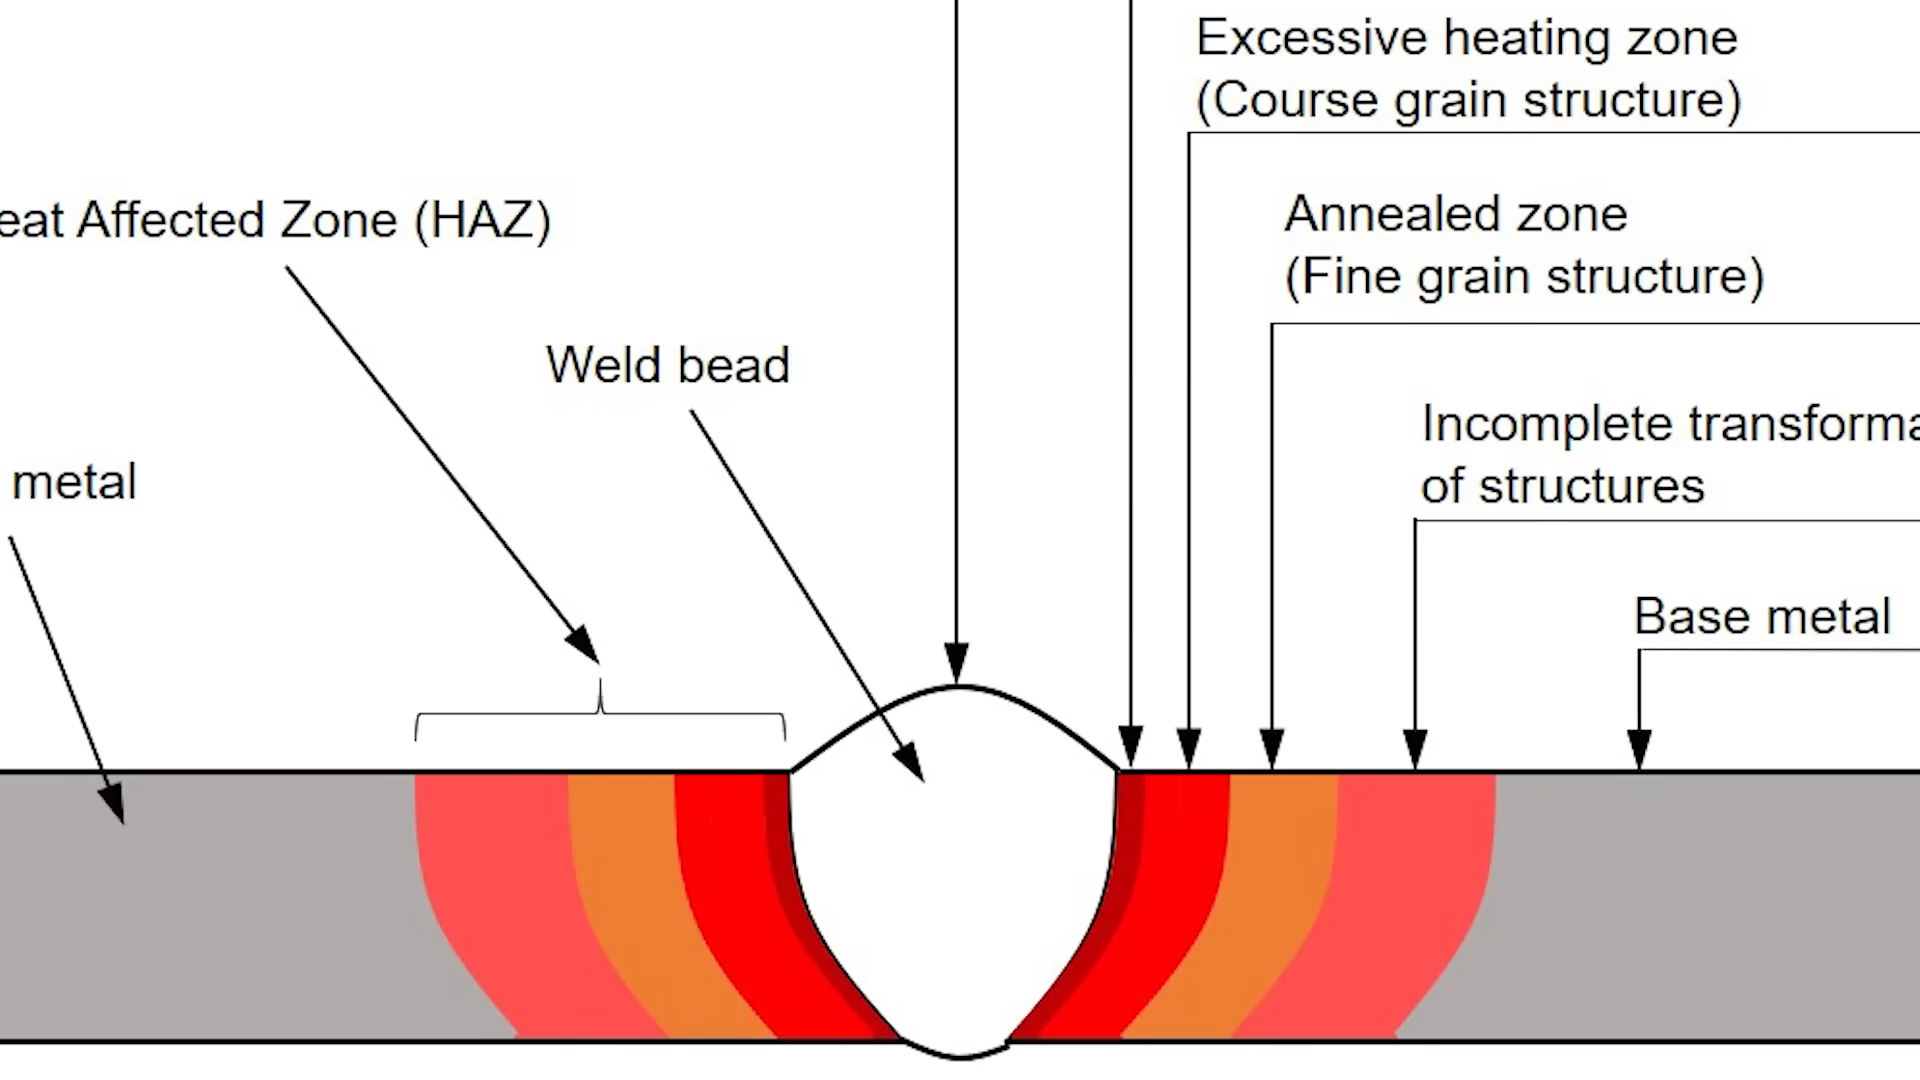 Excessive heating zone
(Course grain structure)
eat Affected Zone (HAZ)
Annealed zone
(Fine grain structure)
Weld bead
Incomplete transforma
of structures
metal
Base metal